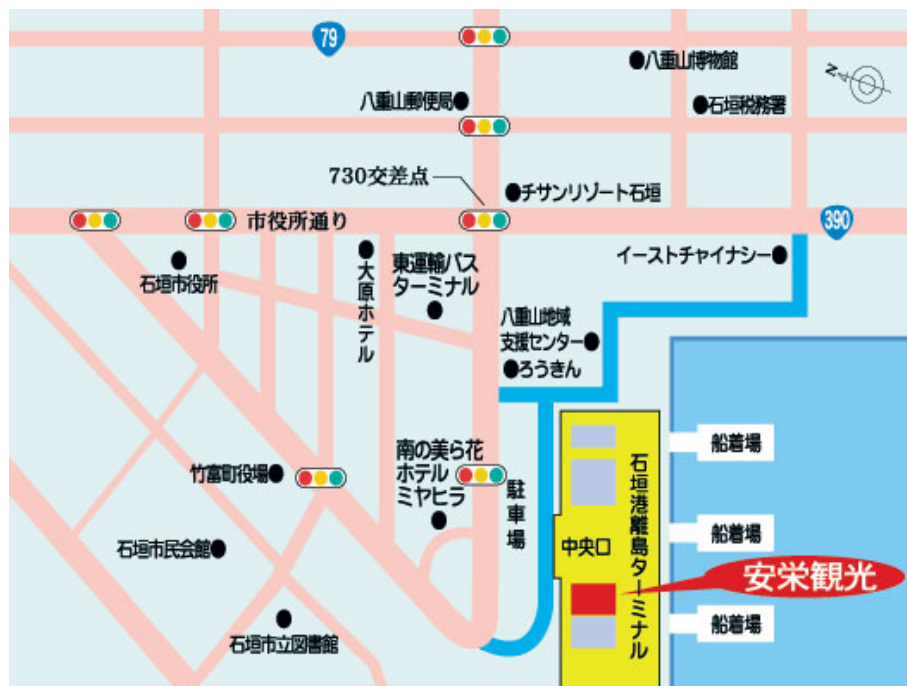 79
八重山博物館
N
八重山郵便局
石垣税務署
730交差点
チサンリゾート石垣
市役所通り
390
石垣市役所
大原ホテル
東運輸バス
ターミナル
イーストチャイナシー
八重山地域
支援センター
ろうきん
南の美ら花
ホテル
ミヤヒラ
竹富町役場
駐車場
石垣港離島ターミナル
船着場
石垣市民会館
中央口
船着場
安栄観光
石垣市立図書館
船着場